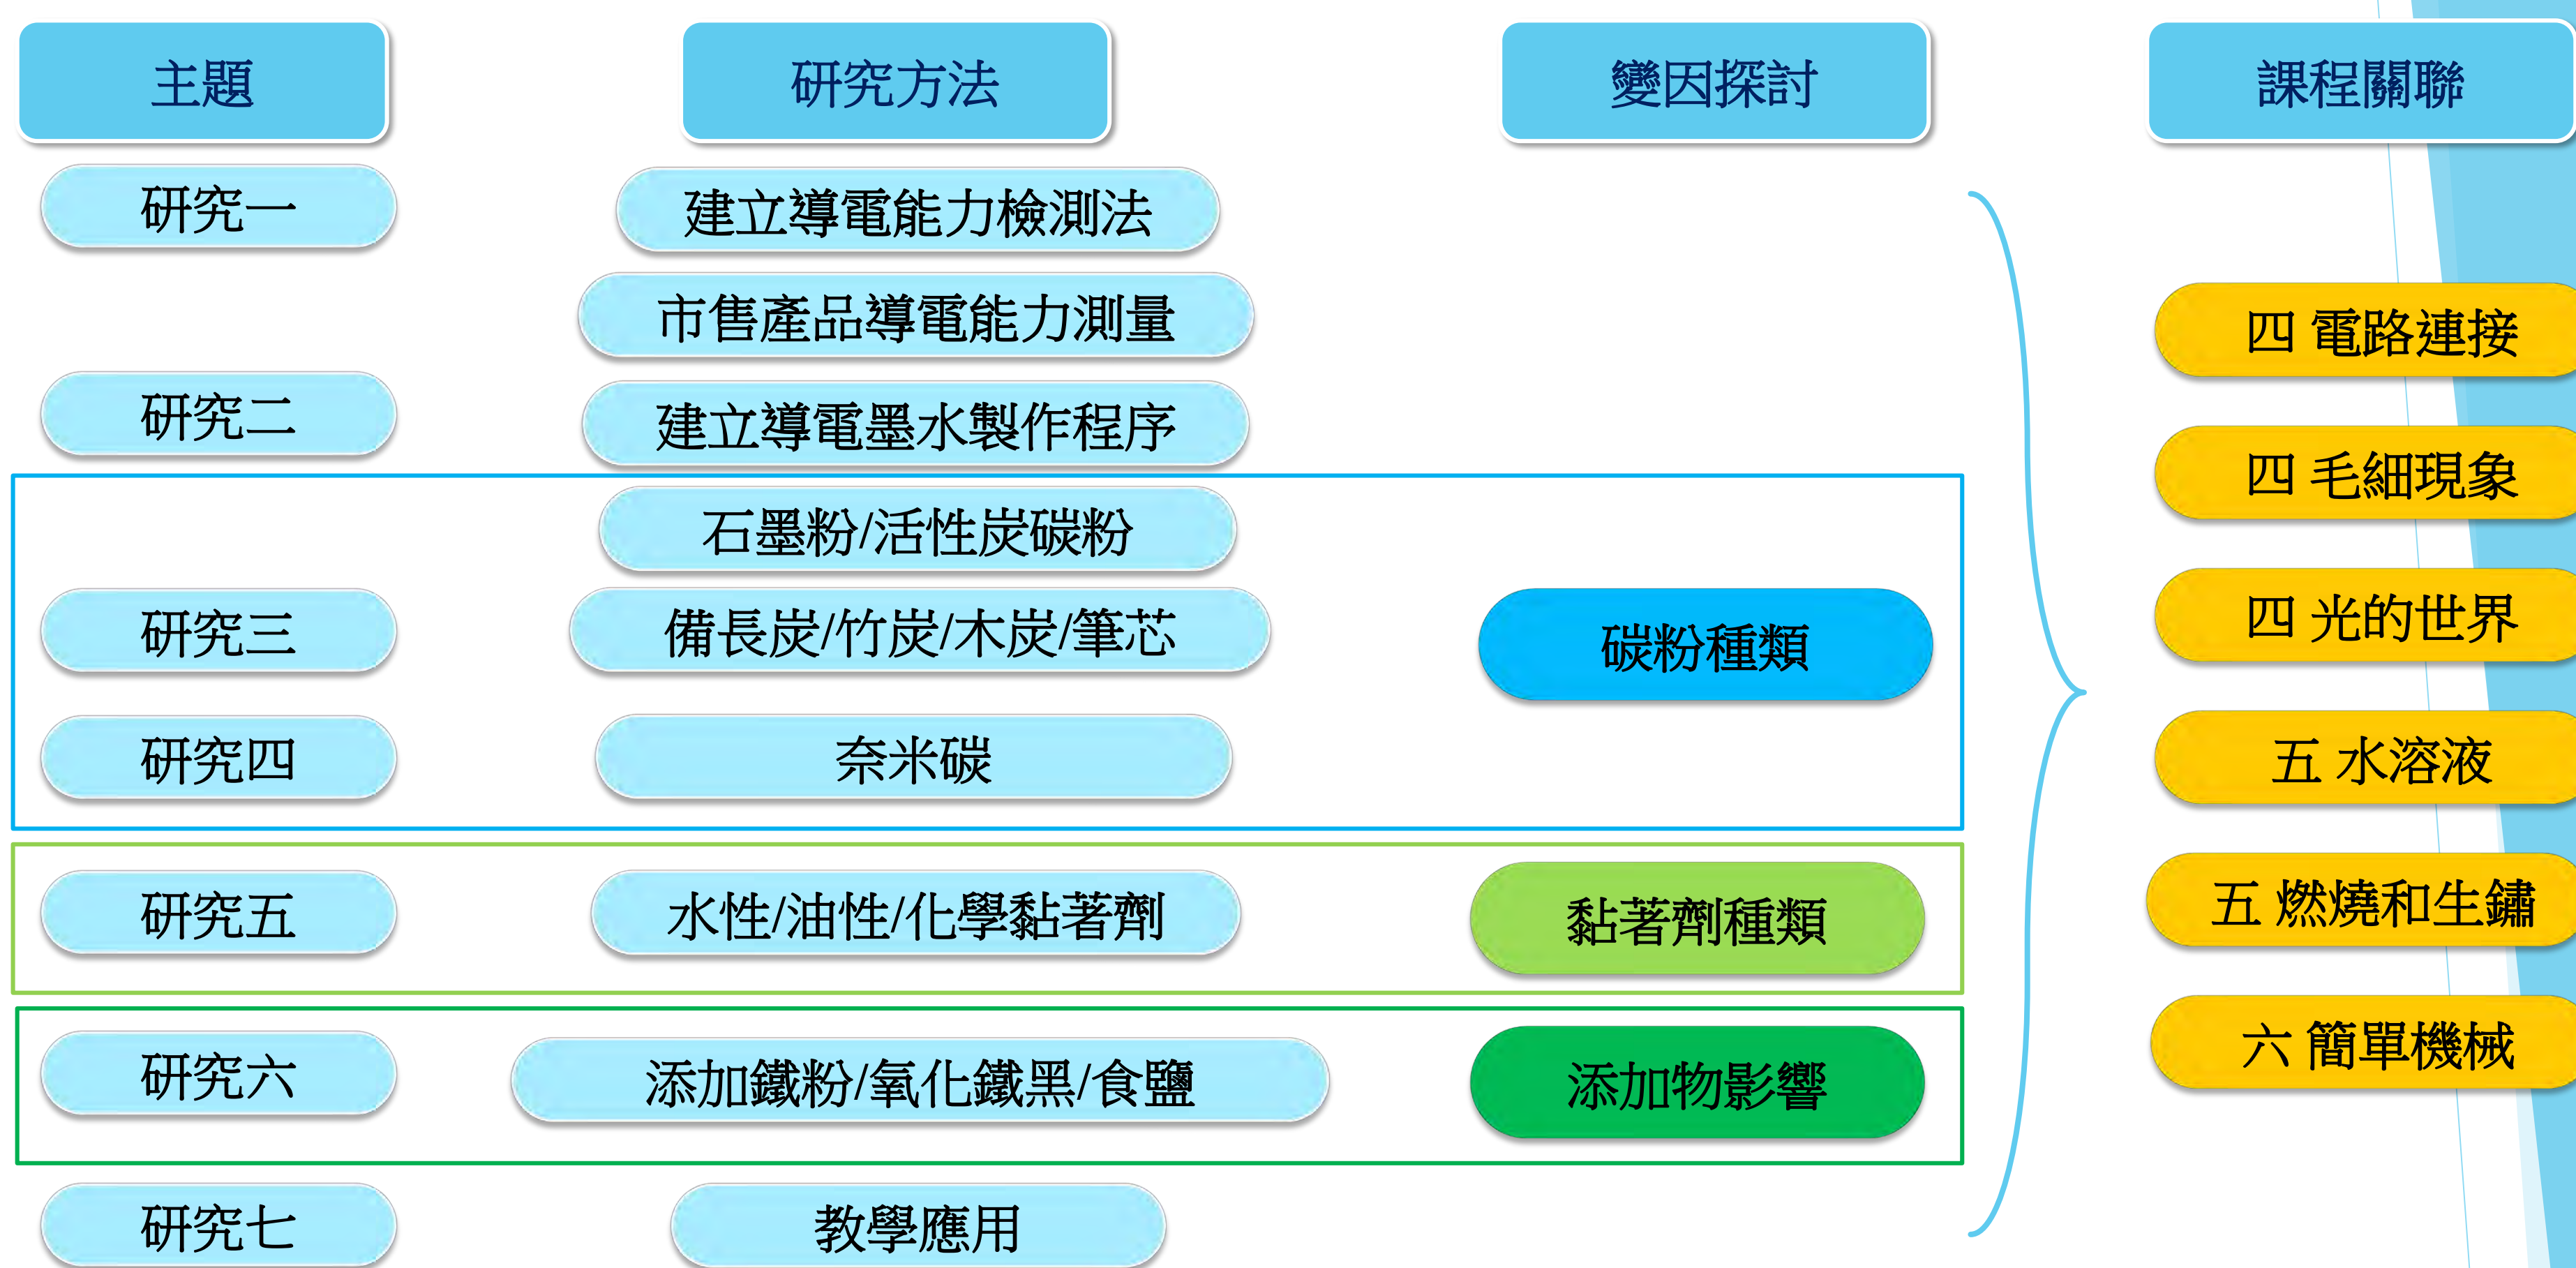 主題
研究方法
變因探討
課程關聯
研究一
建立導電能力檢測法
市售產品導電能力測量
研究二
建立導電墨水製作程序
石墨粉/活性炭碳粉
研究三
備長炭/竹炭/木炭/筆芯
碳粉種類
研究四
奈米碳
研究五
水性/油性/化學黏著劑
黏著劑種類
研究六
添加鐵粉/氧化鐵黑/食鹽
添加物影響
研究七
教學應用
四 電路連接
四 毛細現象
四 光的世界
五 水溶液
五 燃燒和生鏽
六 簡單機械